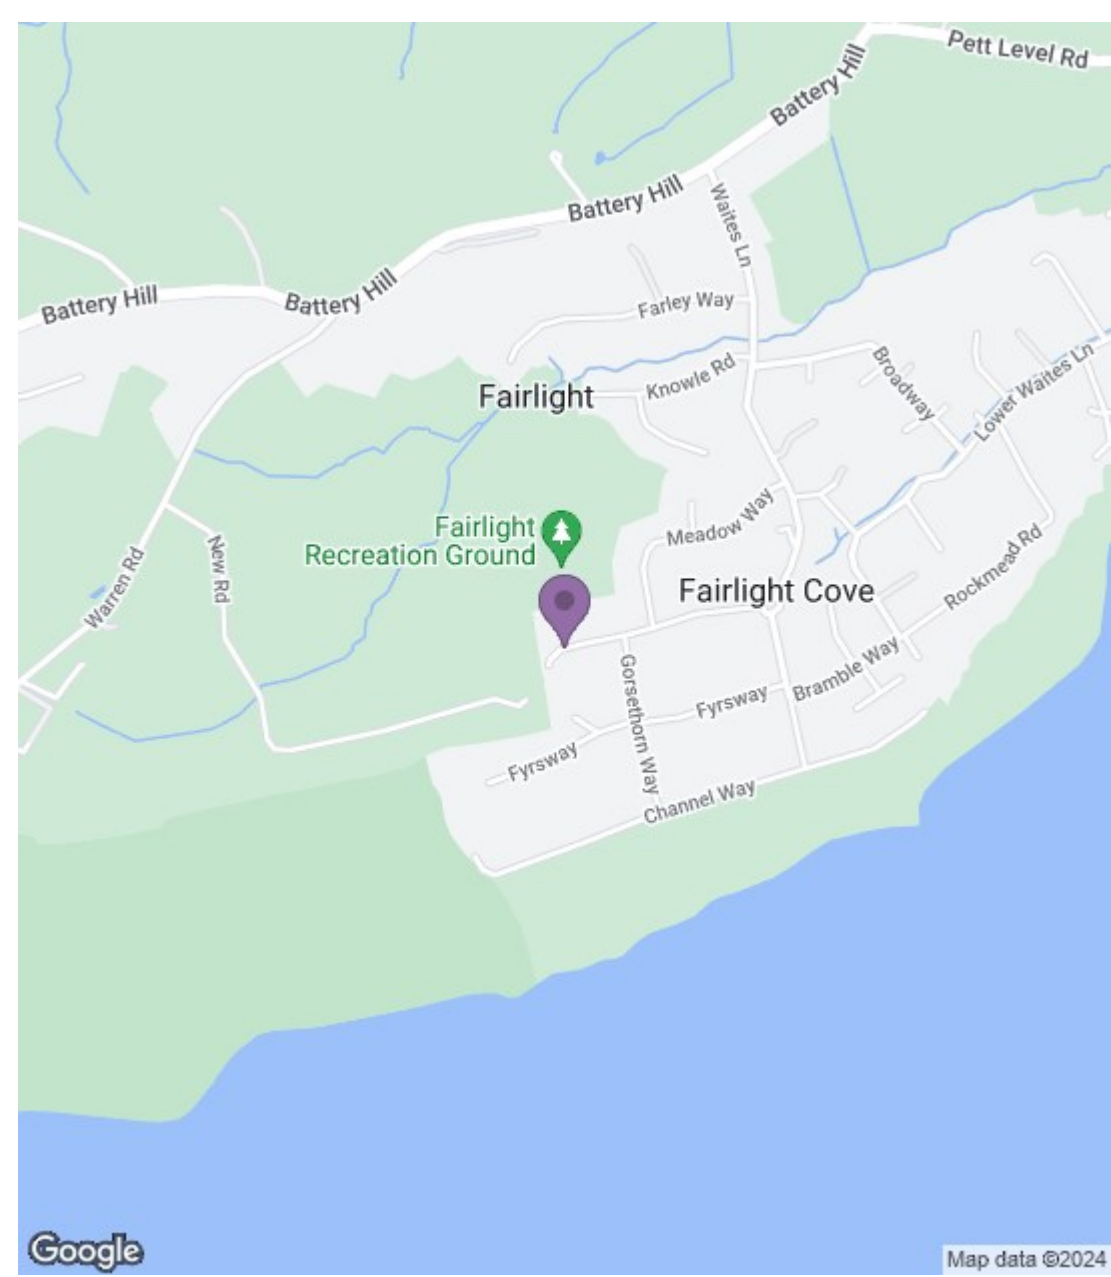 Pett Level Rd
Battery Hill
Battery Hill
Waites Ln
Battery Hill
Battery Hill
Farley Way
Knowle Rd
Broadway
Lower Waites Ln
Fairlight
Meadow Way
Fairlight
Recreation Ground
New Rd
Warren Rd
Fairlight Cove
Rockmead Rd
Gorsethorn Way
Bramble Way
Fyrsway
Fyrsway
Channel Way
Google
Map data ©2024